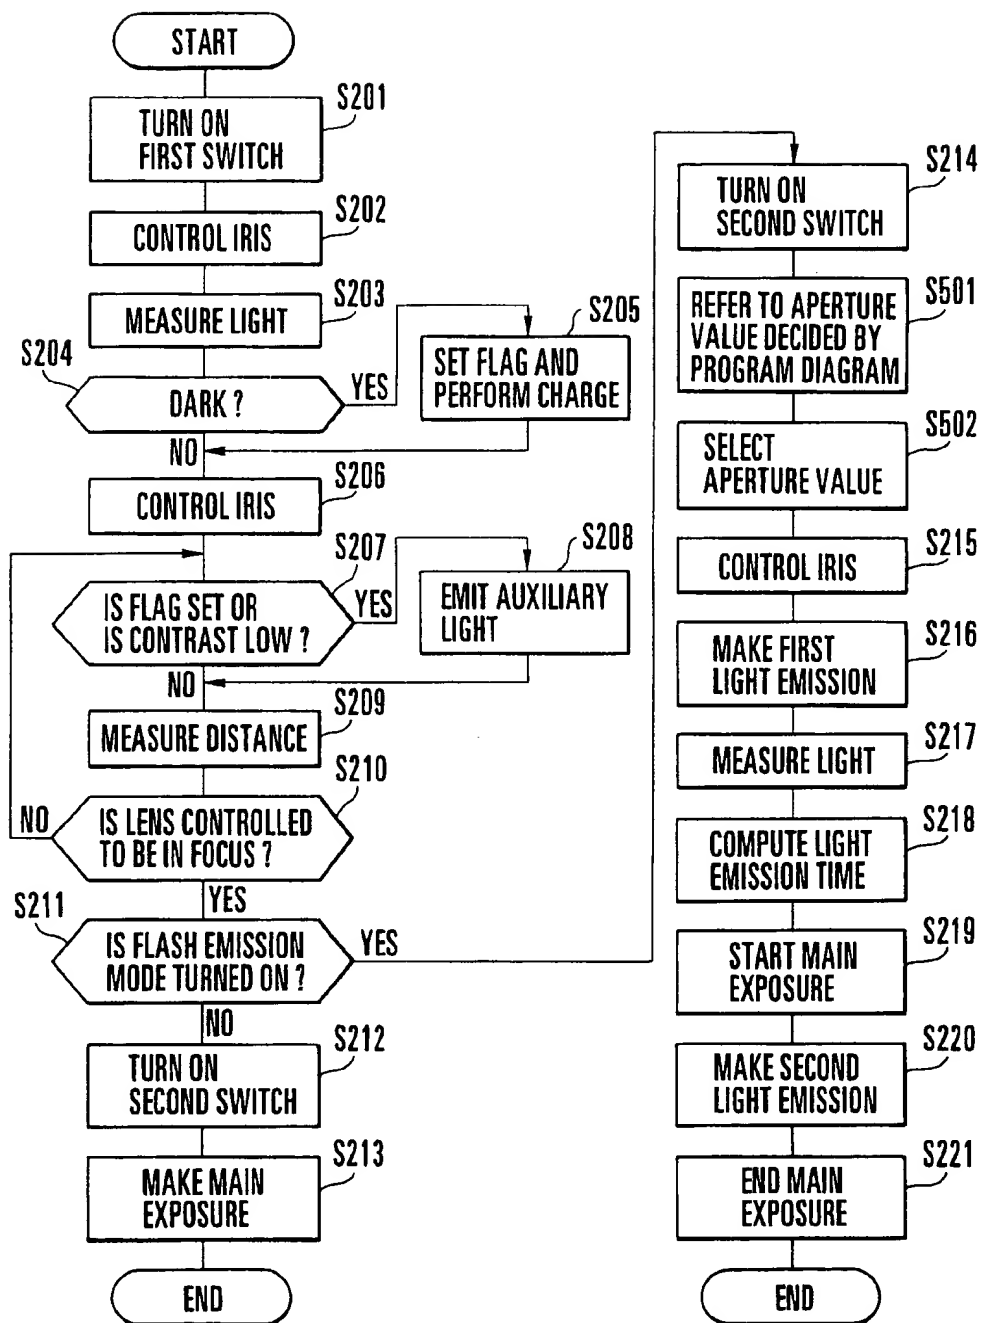 START
S201
TURN ON
FIRST SWITCH
S202
CONTROL IRIS
S203
MEASURE LIGHT
S204
DARK ?
YES
S205
SET FLAG AND
PERFORM CHARGE
NO
S206
CONTROL IRIS
S207
IS FLAG SET OR
IS CONTRAST LOW ?
YES
S208
EMIT AUXILIARY
LIGHT
NO
S209
MEASURE DISTANCE
S210
IS LENS CONTROLLED
TO BE IN FOCUS ?
NO
YES
S211
IS FLASH EMISSION
MODE TURNED ON ?
YES
NO
S212
TURN ON
SECOND SWITCH
S213
MAKE MAIN
EXPOSURE
END
S214
TURN ON
SECOND SWITCH
S501
REFER TO APERTURE
VALUE DECIDED BY
PROGRAM DIAGRAM
S502
SELECT
APERTURE VALUE
S215
CONTROL IRIS
S216
MAKE FIRST
LIGHT EMISSION
S217
MEASURE LIGHT
S218
COMPUTE LIGHT
EMISSION TIME
S219
START MAIN
EXPOSURE
S220
MAKE SECOND
LIGHT EMISSION
S221
END MAIN
EXPOSURE
END